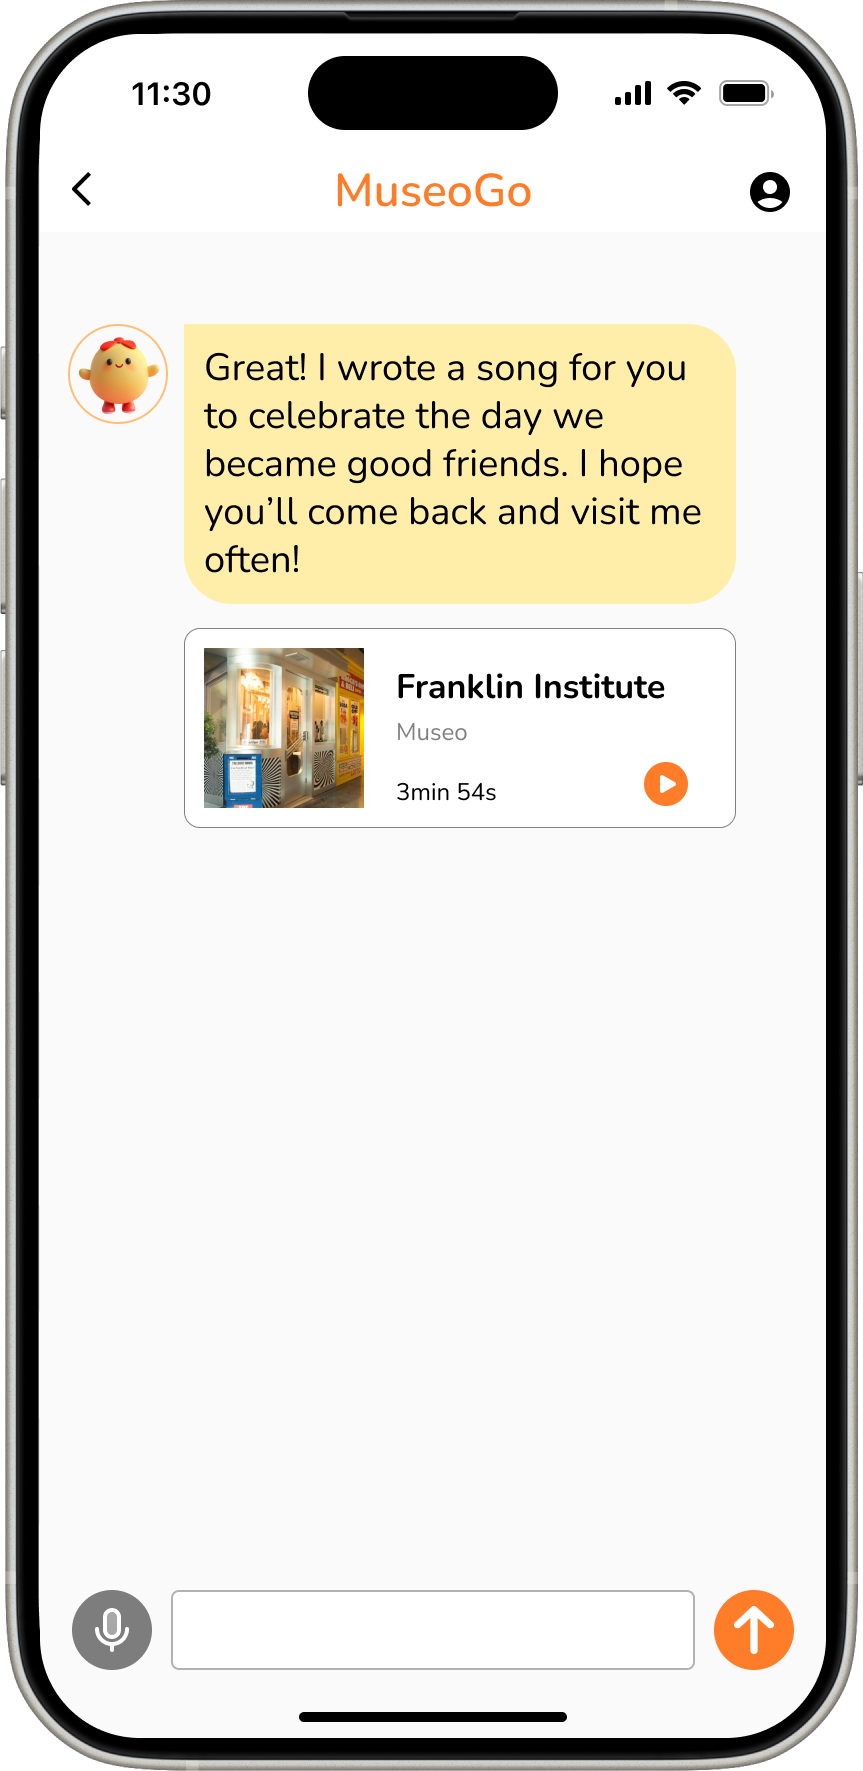 11:30
MuseoGo
Great! I wrote a song for you
to celebrate the day we
became good friends. I hope
you’ll come back and visit me
often!
Franklin Institute
Museo
3min 54s